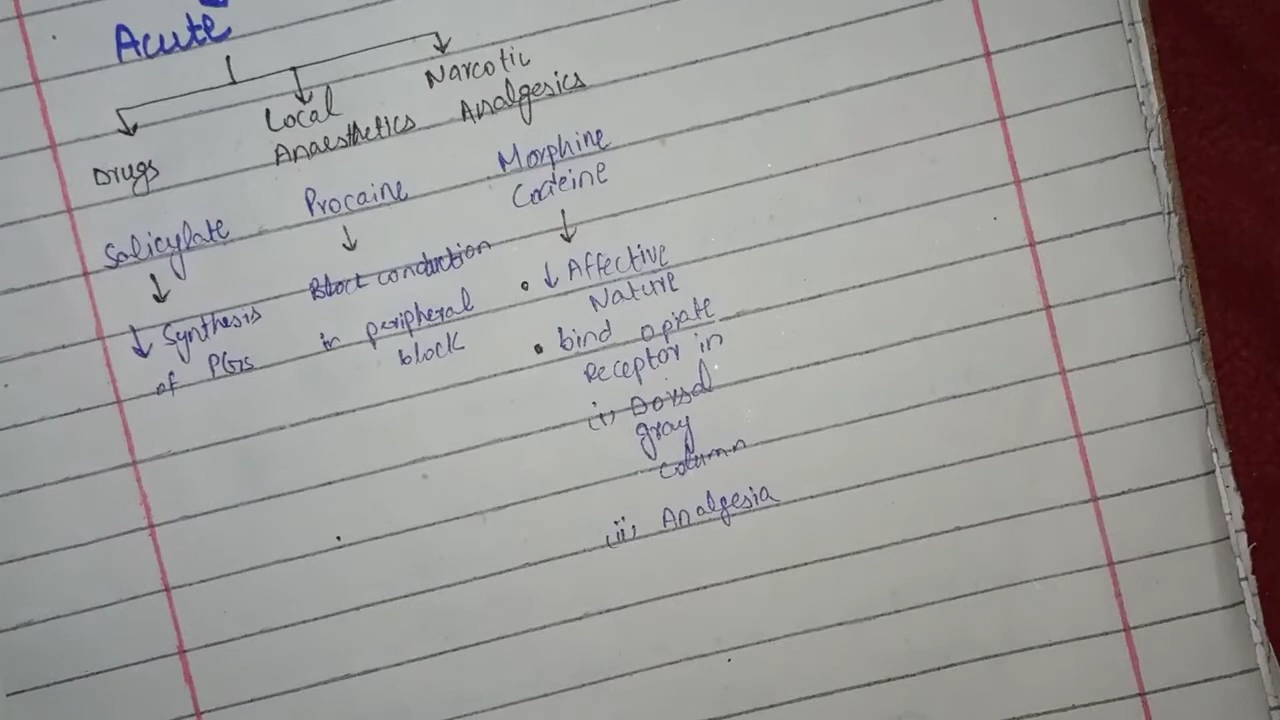 Acute
Drugs
Salicylate
↓
↓ Synthesis
of PGs
Local
Anaesthetics
Procaine
↓
Block conduction
in peripheral
block
Narcotic
Analgesics
Morphine
Codeine
↓
• ↓ Affective
Nature
• bind opiate
receptor in
(i) Dorsal
gray
column
(ii) Analgesia